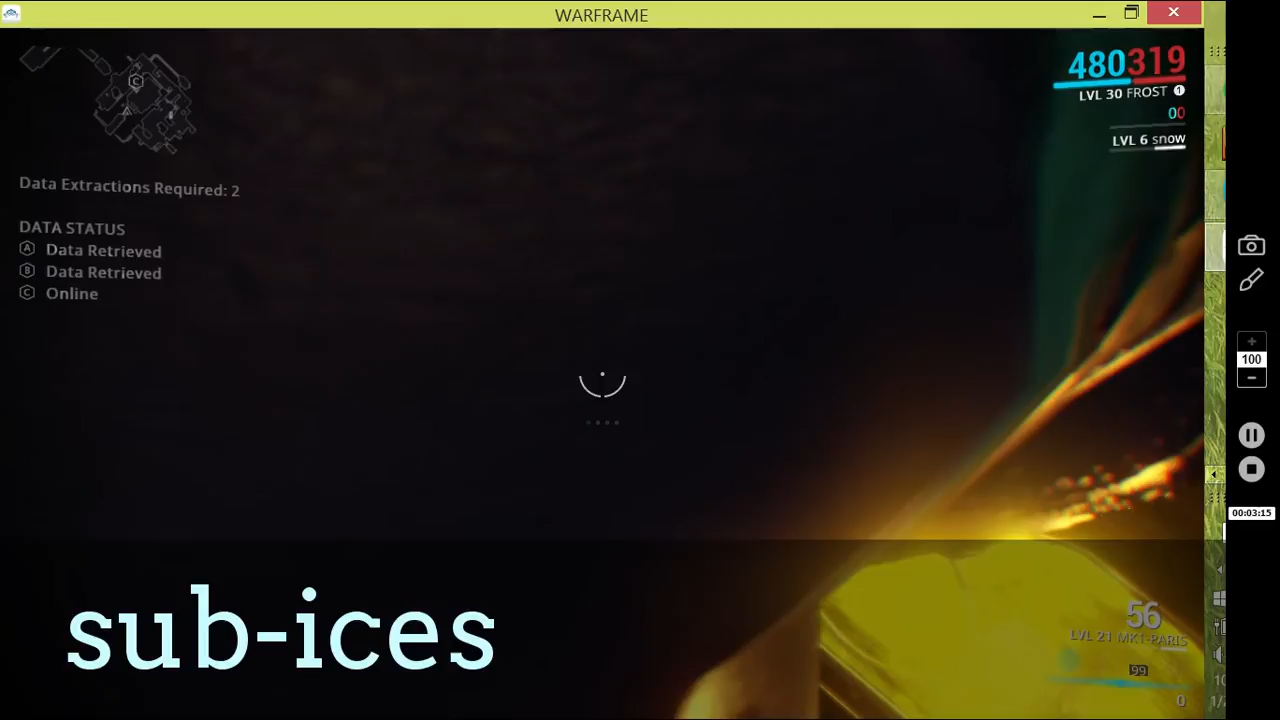 WARFRAME
480319
LVL 30 FROST 1
00
LVL 6 snow
C
Data Extractions Required: 2
DATA STATUS
A Data Retrieved
B Data Retrieved
C Online
100
00:03:15
sub-ices
56
LVL 21 MK1-PARIS
99
0